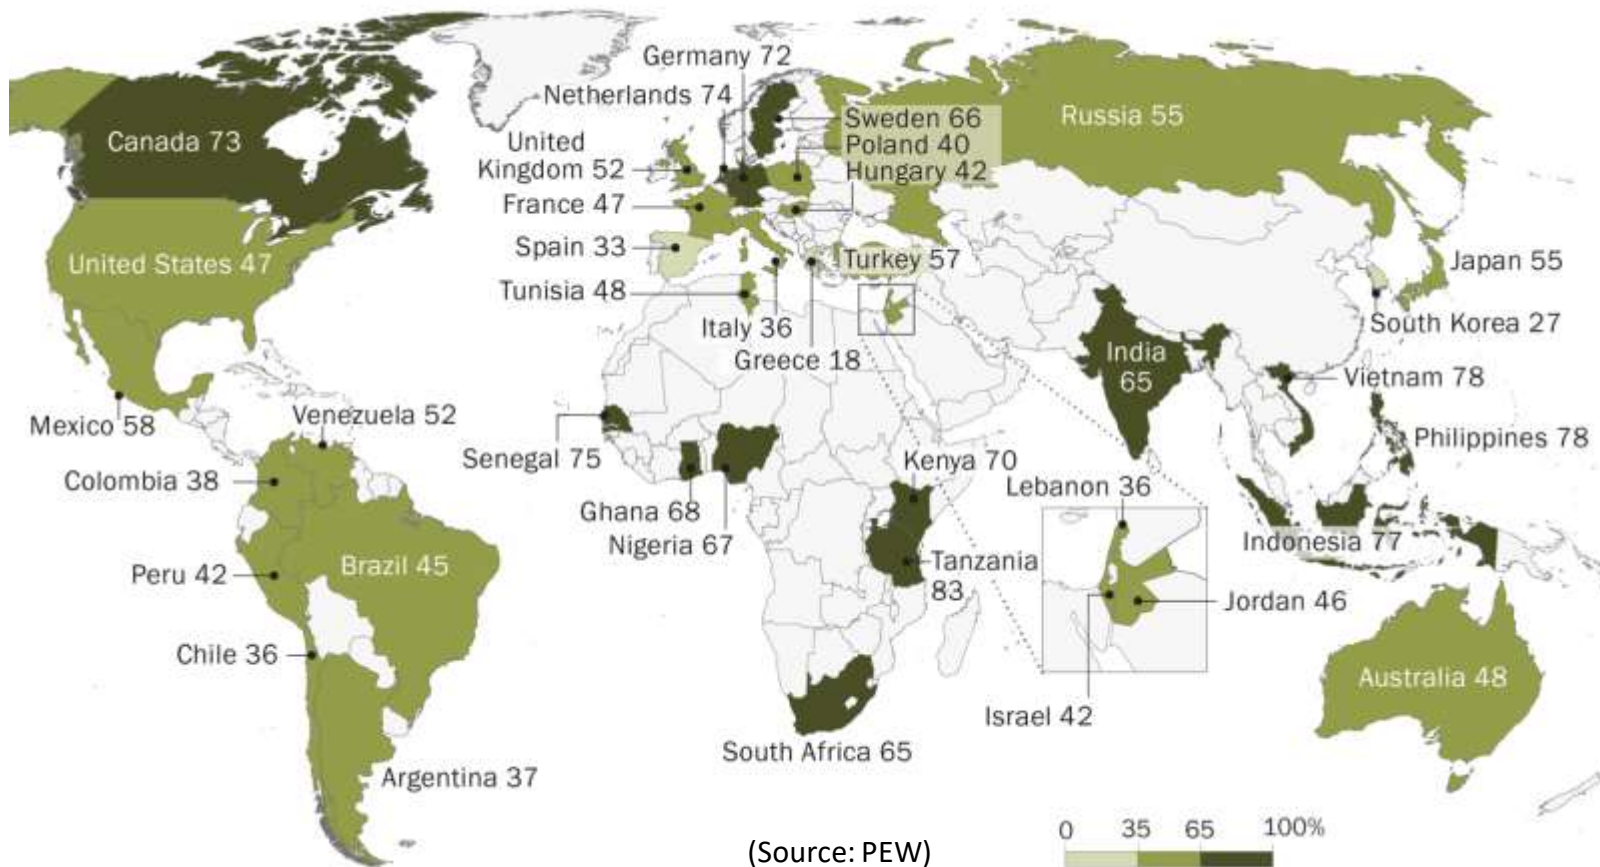 Germany 72
Netherlands 74
United
Kingdom 52
France 47
Spain 33
Tunisia 48
Italy 36
Greece 18
Sweden 66
Poland 40
Hungary 42
Turkey 57
Russia 55
Canada 73
United States 47
Mexico 58
Venezuela 52
Colombia 38
Peru 42
Brazil 45
Chile 36
Argentina 37
Senegal 75
Ghana 68
Nigeria 67
Kenya 70
Tanzania
83
South Africa 65
Lebanon 36
Jordan 46
Israel 42
India
65
Japan 55
South Korea 27
Vietnam 78
Philippines 78
Indonesia 77
Australia 48
0 35 65 100%
(Source: PEW)